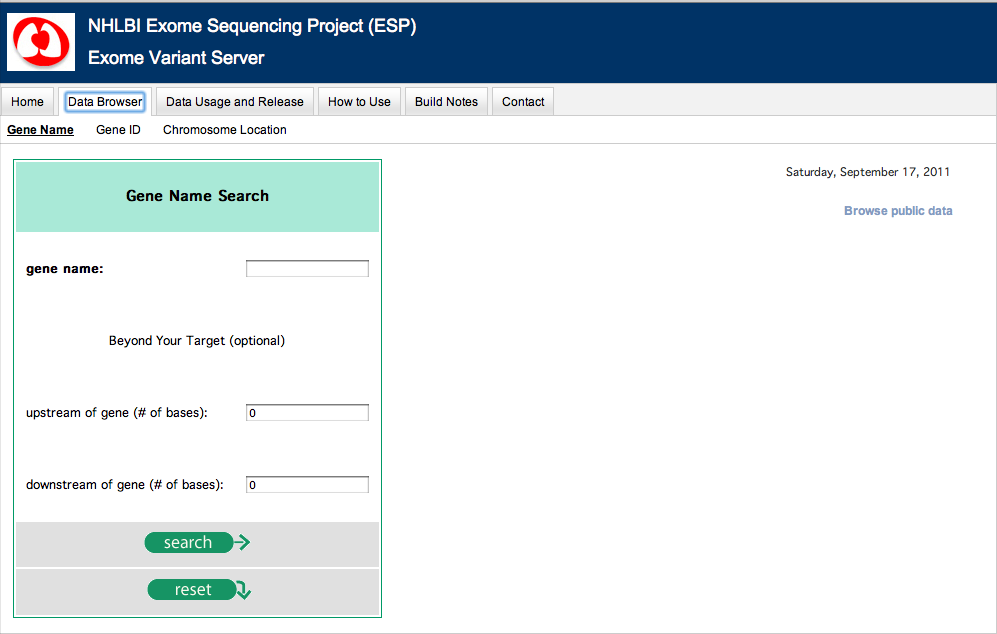 NHLBI Exome Sequencing Project (ESP)
Exome Variant Server
Home Data Browser Data Usage and Release How to Use Build Notes Contact
Gene Name Gene ID Chromosome Location
Saturday, September 17, 2011
Browse public data
Gene Name Search
gene name:
Beyond Your Target (optional)
upstream of gene (# of bases): 0
downstream of gene (# of bases): 0
search
reset